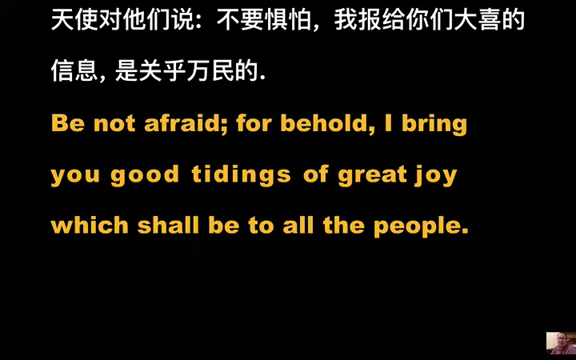 天使对他们说: 不要惧怕, 我报给你们大喜的
信息, 是关乎万民的.
Be not afraid; for behold, I bring
you good tidings of great joy
which shall be to all the people.